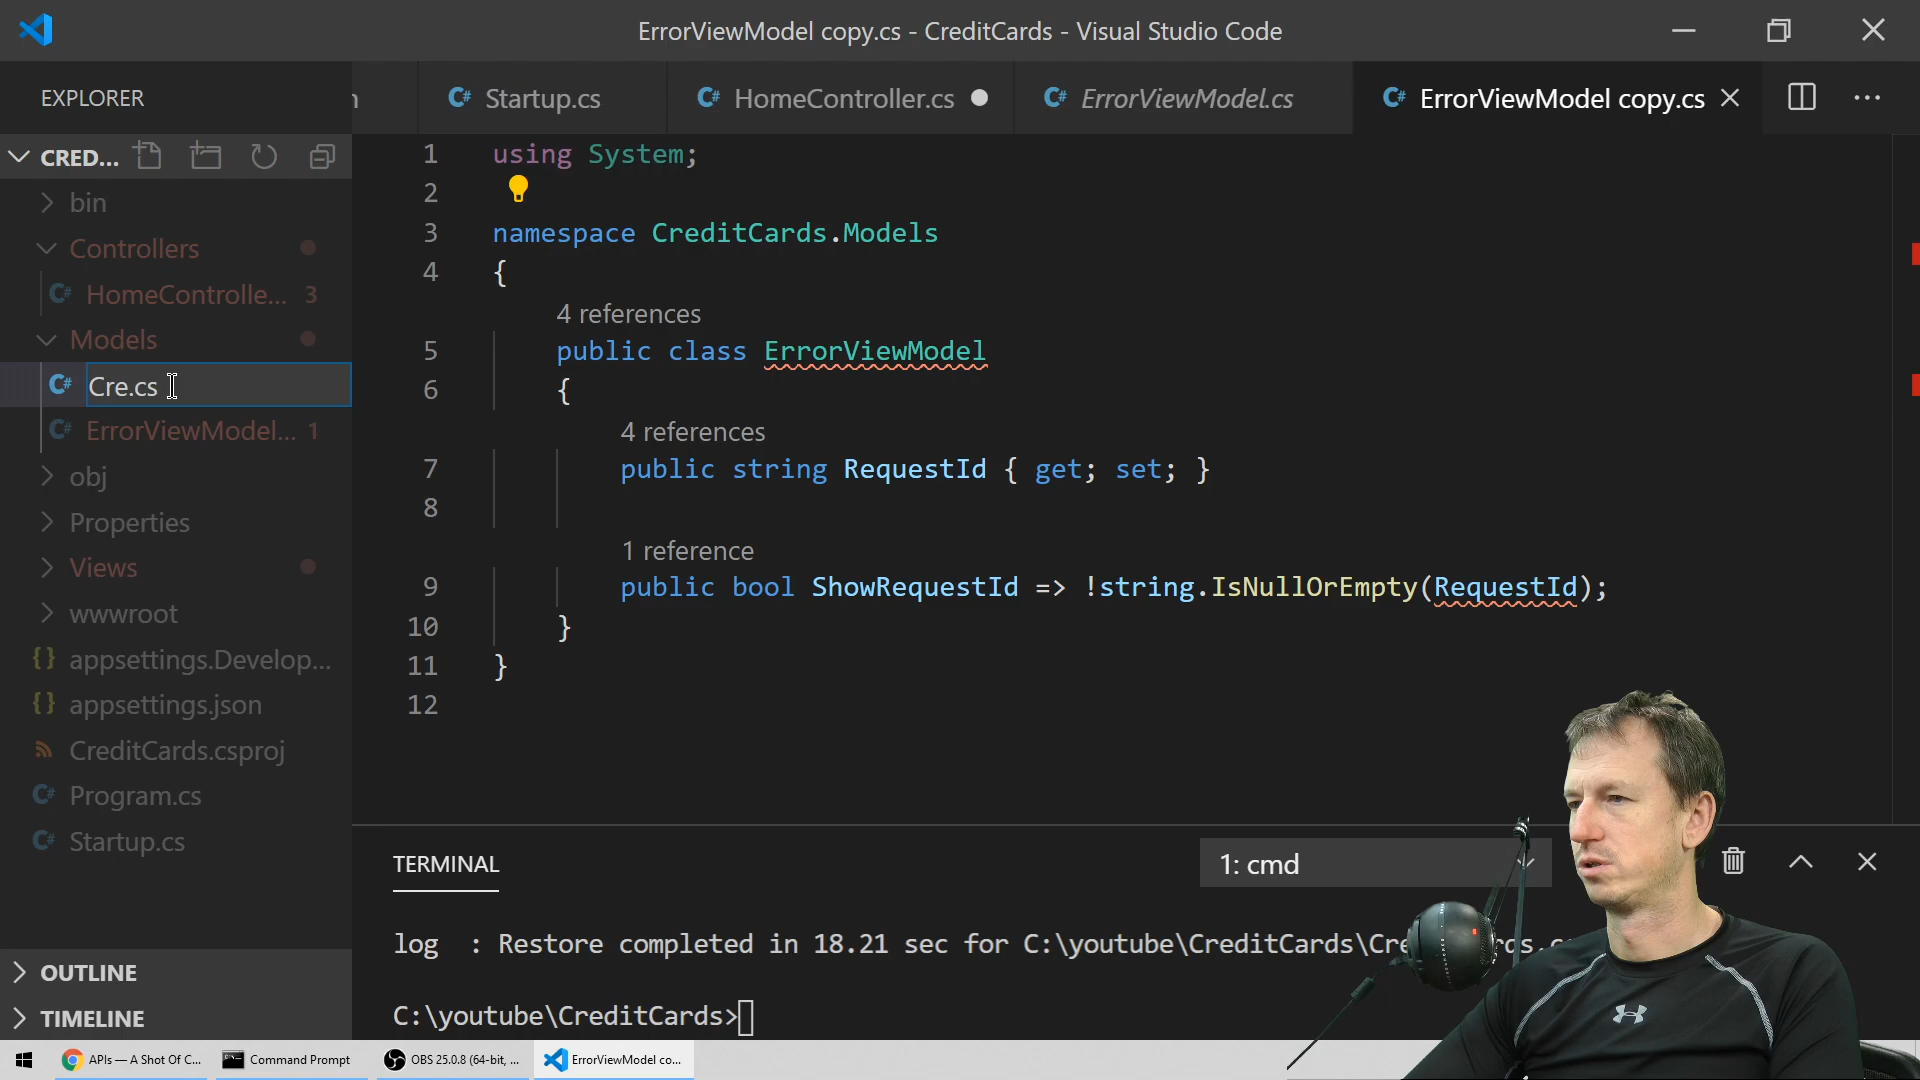 ErrorViewModel copy.cs - CreditCards - Visual Studio Code
EXPLORER
Startup.cs
HomeController.cs
ErrorViewModel.cs
ErrorViewModel copy.cs
CRED...
bin
Controllers
HomeControlle... 3
Models
Cre.cs
ErrorViewModel... 1
obj
Properties
Views
wwwroot
appsettings.Develop...
appsettings.json
CreditCards.csproj
Program.cs
Startup.cs
OUTLINE
TIMELINE
1 using System;
2
3 namespace CreditCards.Models
4 {
4 references
5 public class ErrorViewModel
6 {
4 references
7 public string RequestId { get; set; }
8
1 reference
9 public bool ShowRequestId => !string.IsNullOrEmpty(RequestId);
10 }
11 }
12
TERMINAL
1: cmd
log : Restore completed in 18.21 sec for C:\youtube\CreditCards\Cre
C:\youtube\CreditCards>
APIs — A Shot Of C...
Command Prompt
OBS 25.0.8 (64-bit, ...
ErrorViewModel co...